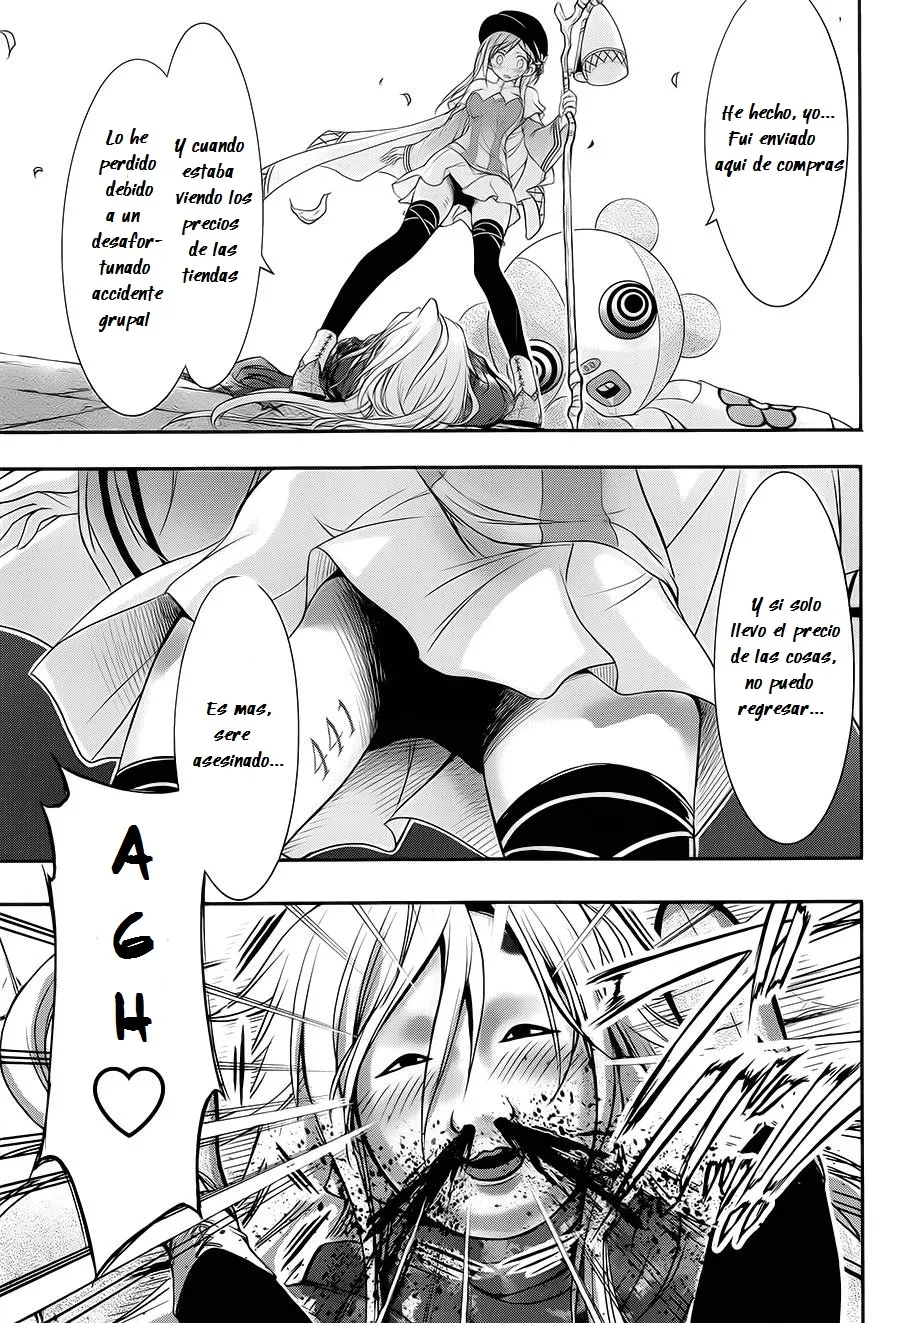 He hecho, yo...
Fui enviado
aqui de compras
Y cuando
estaba
viendo los
precios
de las
tiendas
Lo he
perdido
debido
a un
desafor-
tunado
accidente
grupal
Y si solo
llevo el precio
de las cosas,
no puedo
regresar...
Es mas,
sere
asesinado...
441
A
G
H
♡